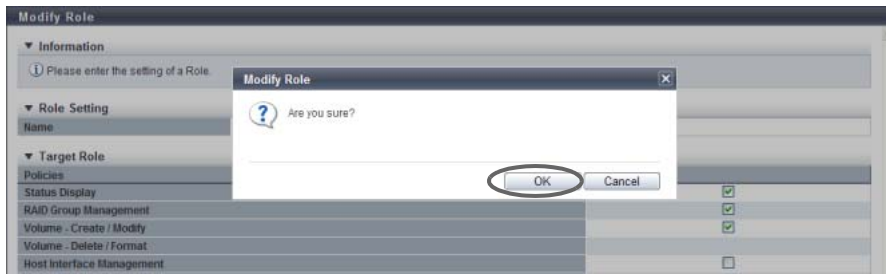 Modify Role
Information
Please enter the setting of a Role.
Modify Role
Are you sure?
OK Cancel
Role Setting
Name
Target Role
Policies
Status Display
RAID Group Management
Volume - Create / Modify
Volume - Delete / Format
Host Interface Management